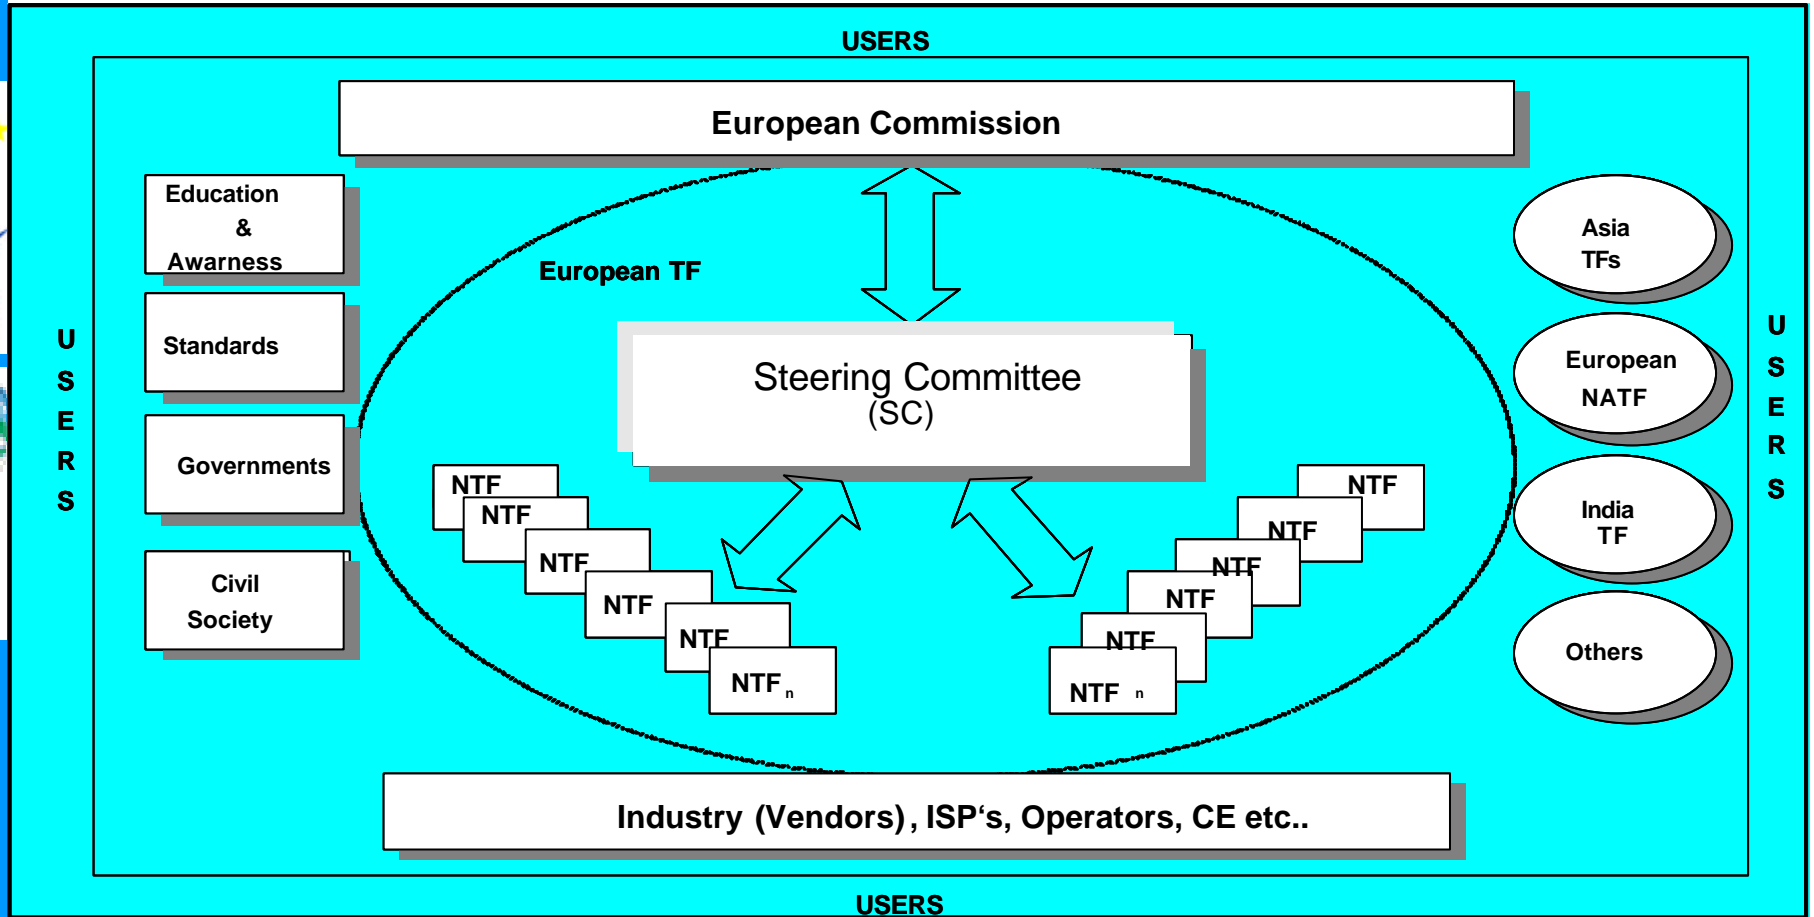 USERS
European Commission
Education
&
Awarness
Standards
Governments
Civil
Society
U
S
E
R
S
European TF
Steering Committee
(SC)
NTF
NTF
NTF
NTF
NTF
NTF n
NTF
NTF
NTF
NTF
NTF
NTF n
Asia
TFs
European
NATF
India
TF
Others
U
S
E
R
S
Industry (Vendors), ISP‘s, Operators, CE etc..
USERS